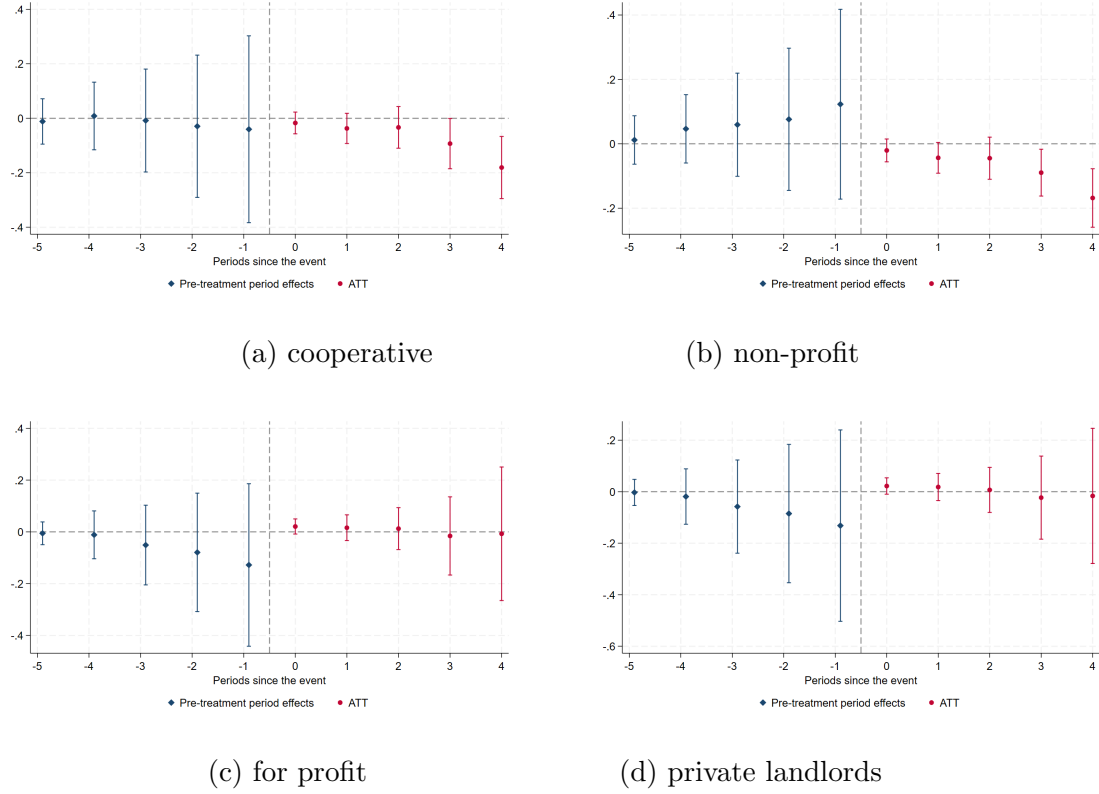 .4
.2
0
-.2
-.4
-5 -4 -3 -2 -1 0 1 2 3 4
Periods since the event
Pre-treatment period effects ATT
(a) cooperative
.4
.2
0
-.2
-5 -4 -3 -2 -1 0 1 2 3 4
Periods since the event
Pre-treatment period effects ATT
(b) non-profit
.4
.2
0
-.2
-.4
-5 -4 -3 -2 -1 0 1 2 3 4
Periods since the event
Pre-treatment period effects ATT
(c) for profit
.2
0
-.2
-.4
-.6
-5 -4 -3 -2 -1 0 1 2 3 4
Periods since the event
Pre-treatment period effects ATT
(d) private landlords